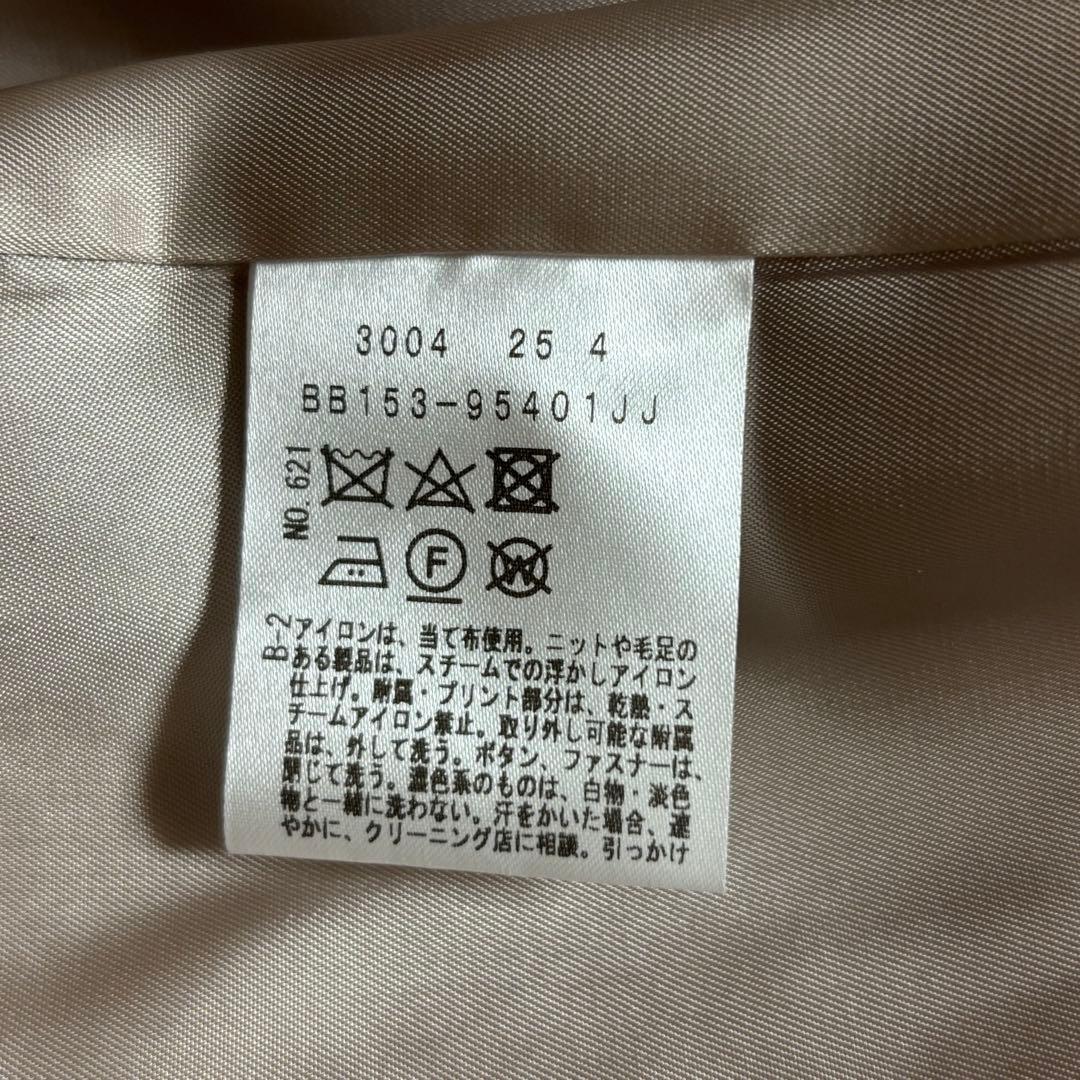 3004 25 4
BB153-95401JJ
NO.621
F
W
B-2
アイロンは、当て布使用。ニットや毛足の
ある製品は、スチームでの浮かしアイロン
仕上げ。附属・プリント部分は、乾熱・ス
チームアイロン禁止。取り外し可能な附属
品は、外して洗う。ボタン、ファスナーは、
閉じて洗う。濃色系のものは、白物・淡色
物と一緒に洗わない。汗をかいた場合、速
やかに、クリーニング店に相談。引っかけ